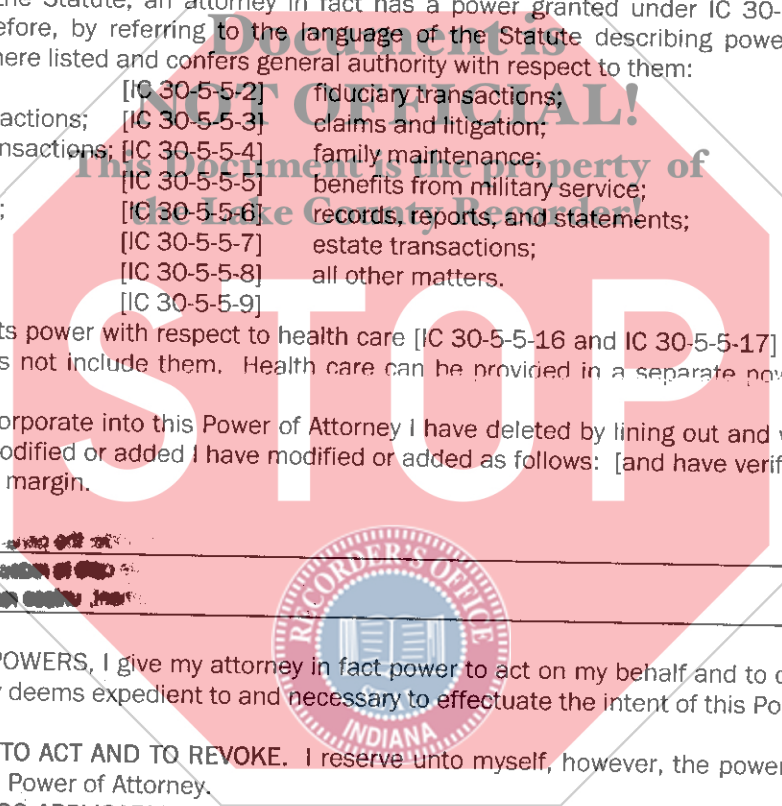 the Statute, an attorney in fact has a power granted under IC 30-
efore, by referring to the language of the Statute describing powe
here listed and confers general authority with respect to them:
[IC 30-5-5-2] fiduciary transactions;
actions; [IC 30-5-5-3] claims and litigation;
nsactions; [IC 30-5-5-4] family maintenance;
[IC 30-5-5-5] benefits from military service;
; [IC 30-5-5-6] records, reports, and statements;
[IC 30-5-5-7] estate transactions;
[IC 30-5-5-8] all other matters.
[IC 30-5-5-9]
ts power with respect to health care [IC 30-5-5-16 and IC 30-5-5-17]
s not include them. Health care can be provided in a separate pow
orporate into this Power of Attorney I have deleted by lining out and
odified or added I have modified or added as follows: [and have verif
margin.
POWERS, I give my attorney in fact power to act on my behalf and to
deems expedient to and necessary to effectuate the intent of this Po
TO ACT AND TO REVOKE. I reserve unto myself, however, the power
Power of Attorney.
Document is
NOT OFFICIAL!
This Document is the property of
the Lake County Recorder!
STOP
RECORDER'S OFFICE
SEAL
INDIANA